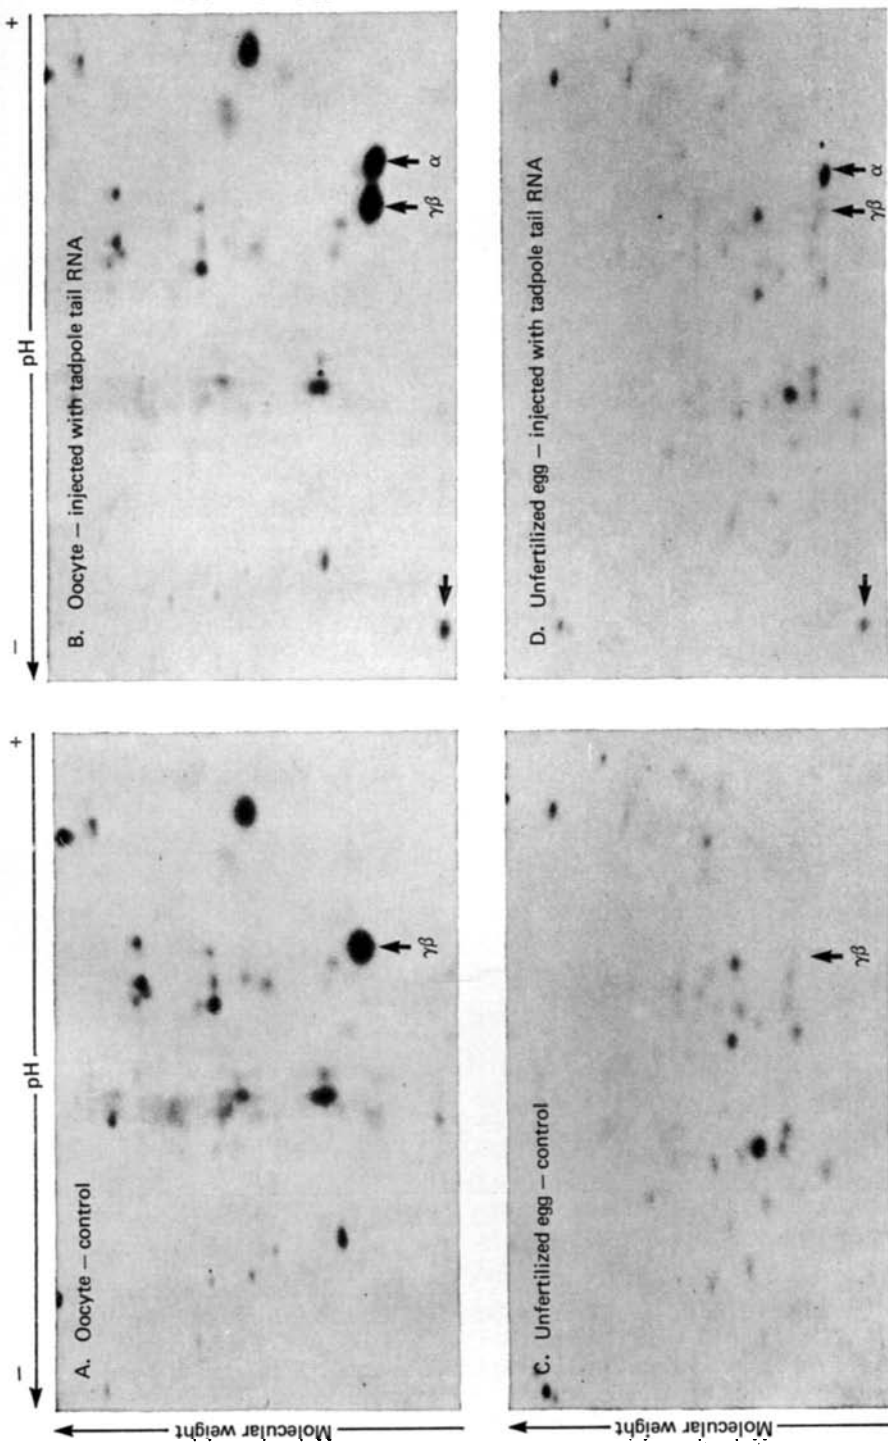 − pH +
− pH +
A. Oocyte — control
B. Oocyte — injected with tadpole tail RNA
γβ
γβ
α
Molecular weight
C. Unfertilized egg — control
D. Unfertilized egg — injected with tadpole tail RNA
γβ
γβ
α
Molecular weight